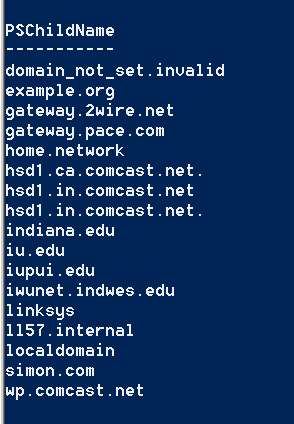 PSChildName
-----------
domain_not_set.invalid
example.org
gateway.2wire.net
gateway.pace.com
home.network
hsd1.ca.comcast.net.
hsd1.in.comcast.net
hsd1.in.comcast.net.
indiana.edu
iu.edu
iupui.edu
iwunet.indwes.edu
linksys
ll57.internal
localdomain
simon.com
wp.comcast.net